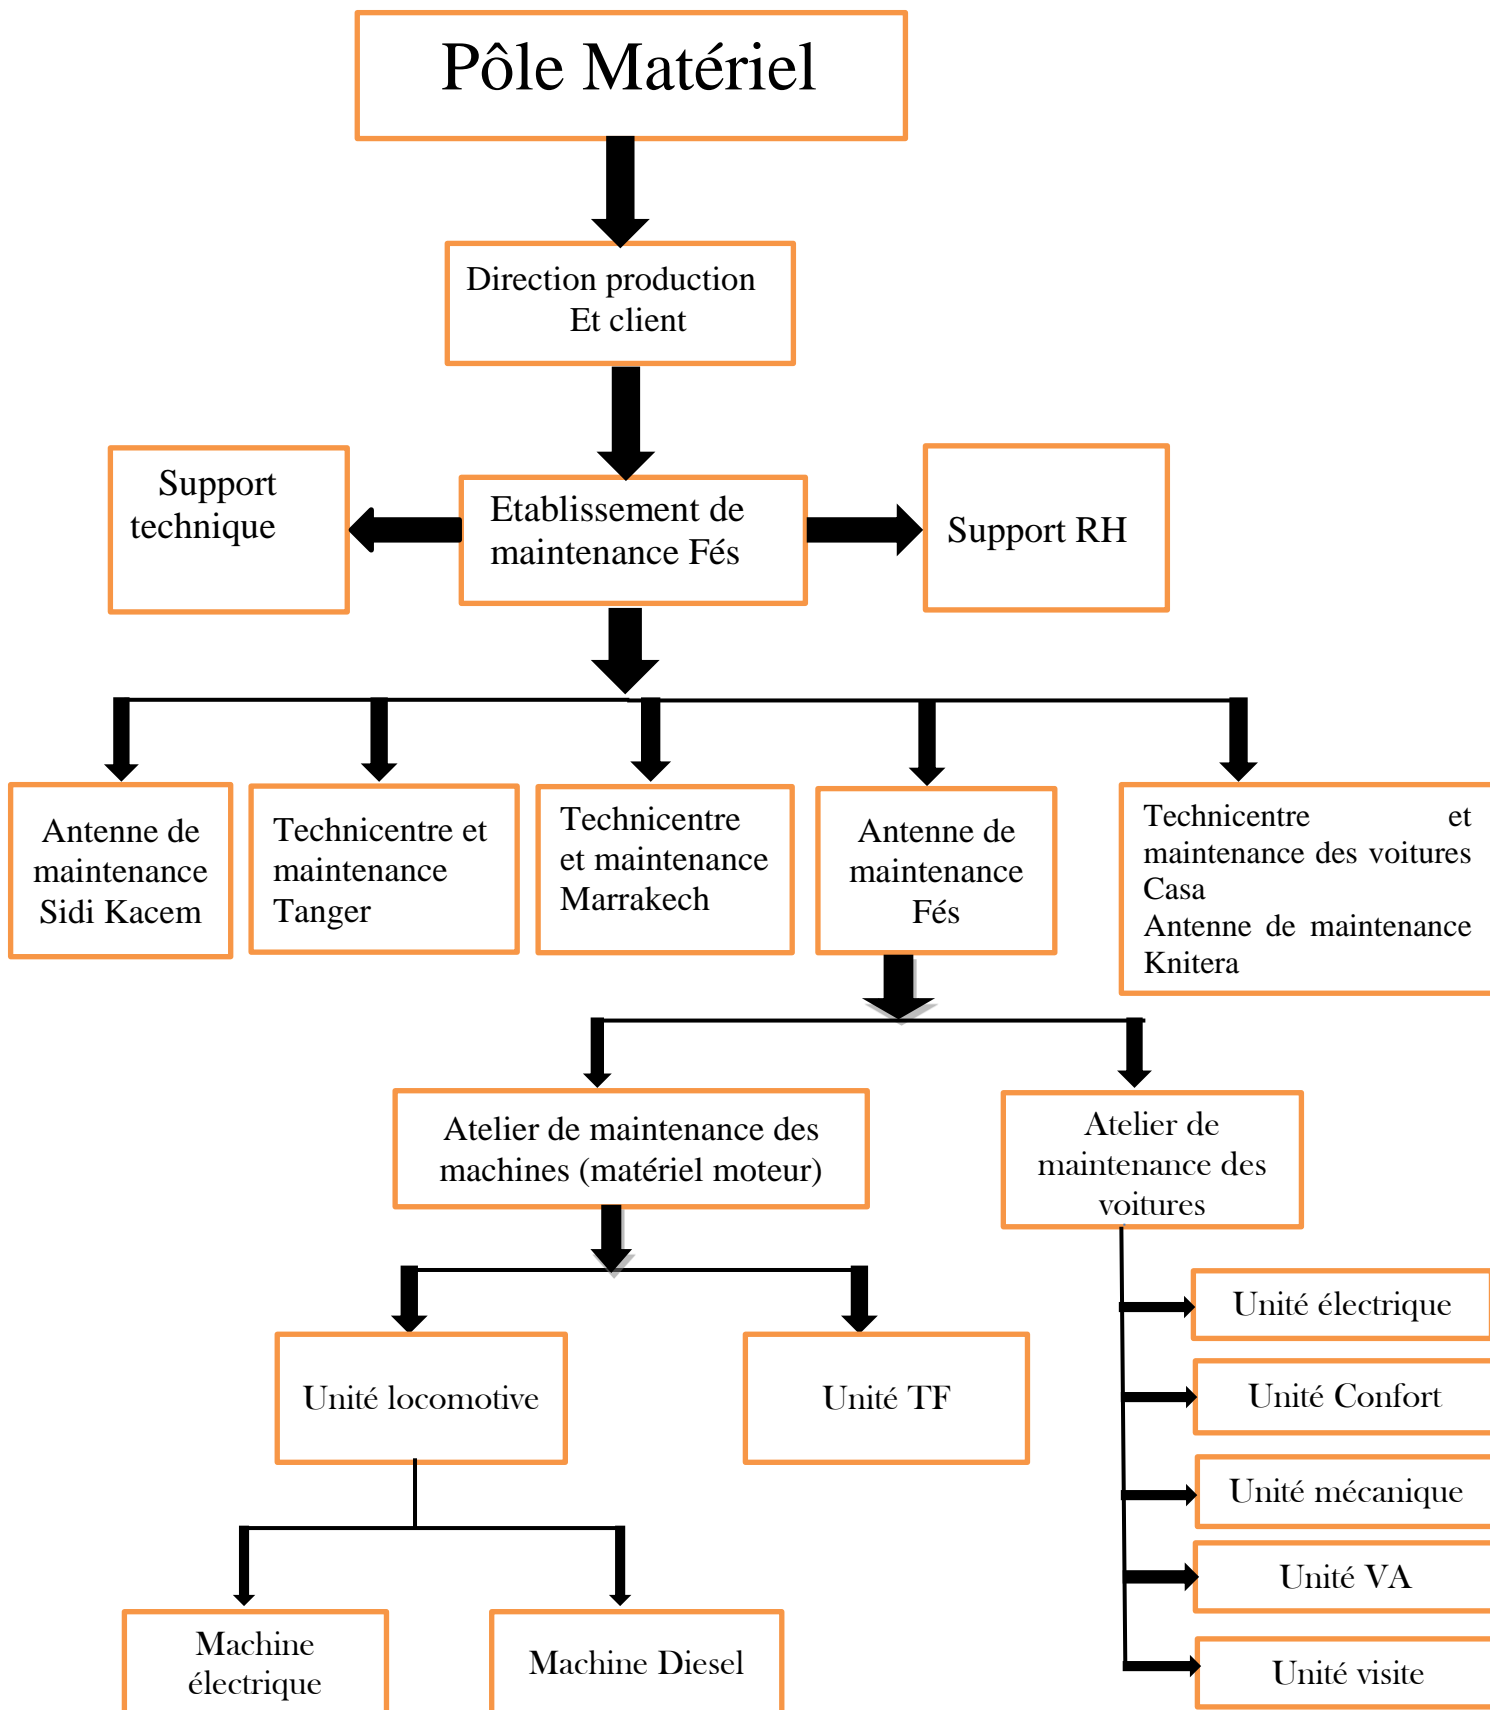 Pôle Matériel
Direction production
Et client
Support
technique
Etablissement de
maintenance Fés
Support RH
Antenne de
maintenance
Sidi Kacem
Technicentre et
maintenance
Tanger
Technicentre
et maintenance
Marrakech
Antenne de
maintenance
Fés
Technicentre et
maintenance des voitures
Casa
Antenne de maintenance
Knitera
Atelier de maintenance des
machines (matériel moteur)
Atelier de
maintenance des
voitures
Unité locomotive
Unité TF
Unité électrique
Unité Confort
Unité mécanique
Unité VA
Unité visite
Machine
électrique
Machine Diesel